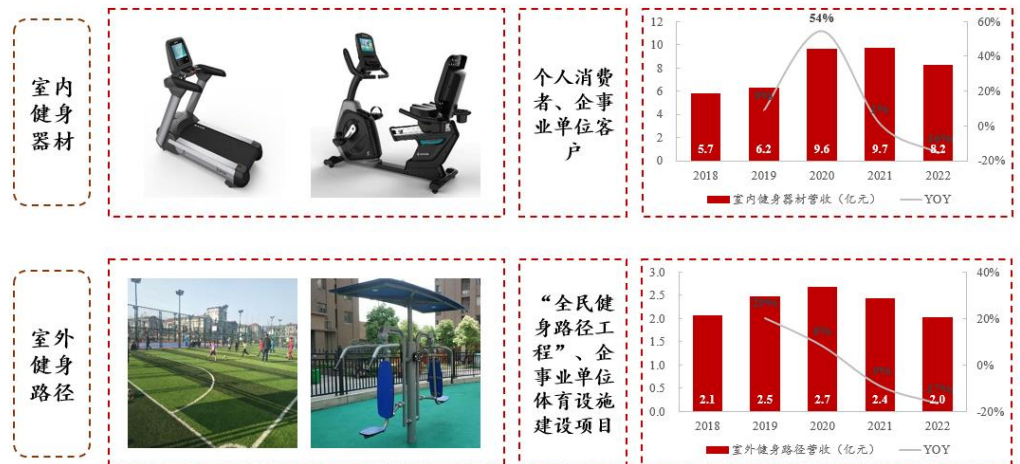 室内
健身
器材
个人消费
者、企事
业单位客
户
54%
12
10
8
6
4
2
0
60%
40%
20%
0%
-20%
5.7
6.2
9.6
9.7
8.2
2018
2019
2020
2021
2022
室内健身器材营收（亿元）
YOY
室外
健身
路径
“全民健
身路径工
程”、企
事业单位
体育设施
建设项目
3.0
2.5
2.0
1.5
1.0
0.5
0.0
40%
20%
0%
-20%
2.1
2.5
2.7
2.4
2.0
2018
2019
2020
2021
2022
室外健身路径营收（亿元）
YOY